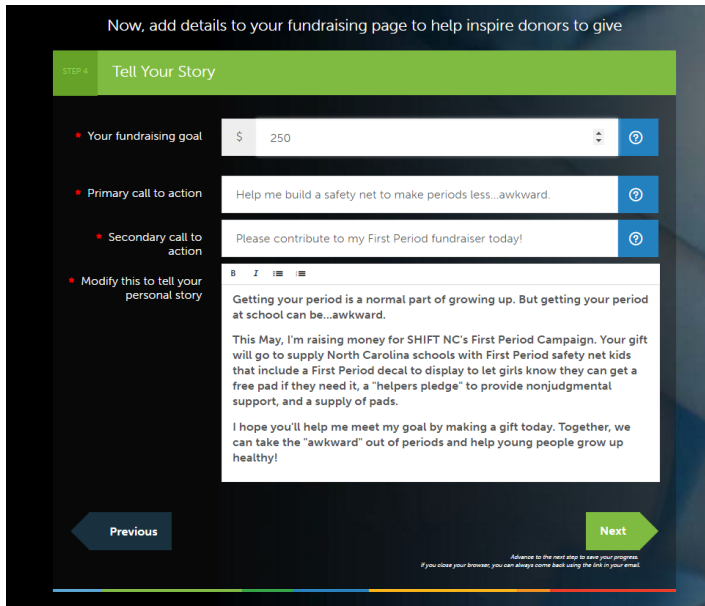 Now, add details to your fundraising page to help inspire donors to give
STEP 4 Tell Your Story
* Your fundraising goal $ 250
* Primary call to action Help me build a safety net to make periods less...awkward.
* Secondary call to
action
Please contribute to my First Period fundraiser today!
* Modify this to tell your
personal story
B I
Getting your period is a normal part of growing up. But getting your period
at school can be...awkward.
This May, I'm raising money for SHIFT NC's First Period Campaign. Your gift
will go to supply North Carolina schools with First Period safety net kids
that include a First Period decal to display to let girls know they can get a
free pad if they need it, a "helpers pledge" to provide nonjudgmental
support, and a supply of pads.
I hope you'll help me meet my goal by making a gift today. Together, we
can take the "awkward" out of periods and help young people grow up
healthy!
Previous
Next
Advance to the next step to save your progress.
If you close your browser, you can always come back using the link in your email.